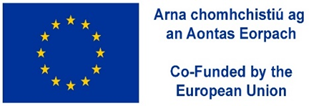 Arna chomhchistiú ag
an Aontas Eorpach
Co-Funded by the
European Union